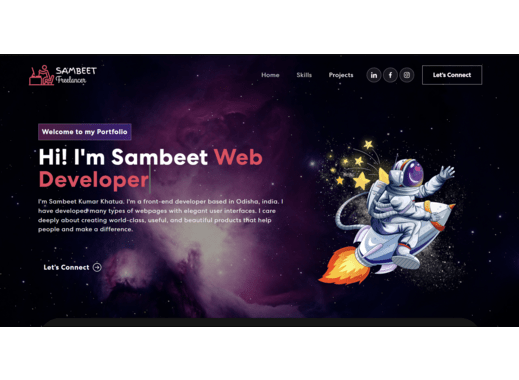 SAMBEET
Freelancer
Home Skills Projects Let's Connect
Welcome to my Portfolio
Hi! I'm Sambeet Web
Developer
I'm Sambeet Kumar Khatua. I'm a front-end developer based in Odisha, india. I
have developed many types of webpages with elegant user interfaces. I care
deeply about creating world-class, useful, and beautiful products that help
people and make a difference.
Let's Connect